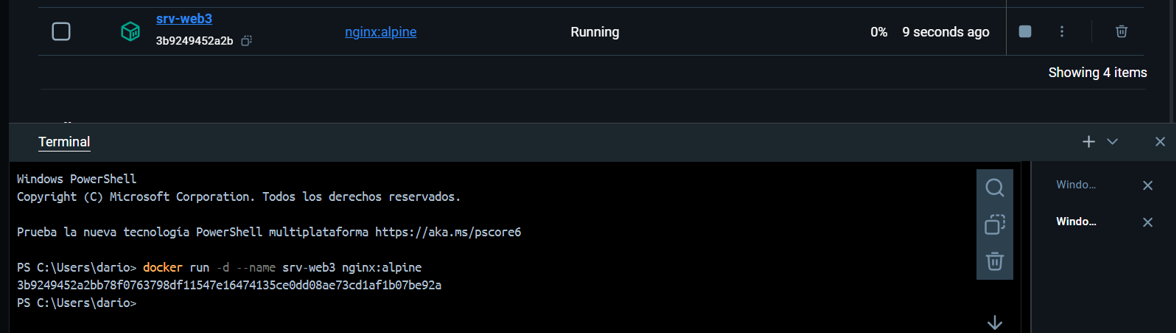 srv-web3
3b9249452a2b
nginx:alpine
Running
0%
9 seconds ago
Showing 4 items
Terminal
Windows PowerShell
Copyright (C) Microsoft Corporation. Todos los derechos reservados.
Prueba la nueva tecnología PowerShell multiplataforma https://aka.ms/pscore6
PS C:\Users\dario> docker run -d --name srv-web3 nginx:alpine
3b9249452a2bb78f0763798df11547e16474135ce0dd08ae73cd1af1b07be92a
PS C:\Users\dario>
Windo...
Windo...